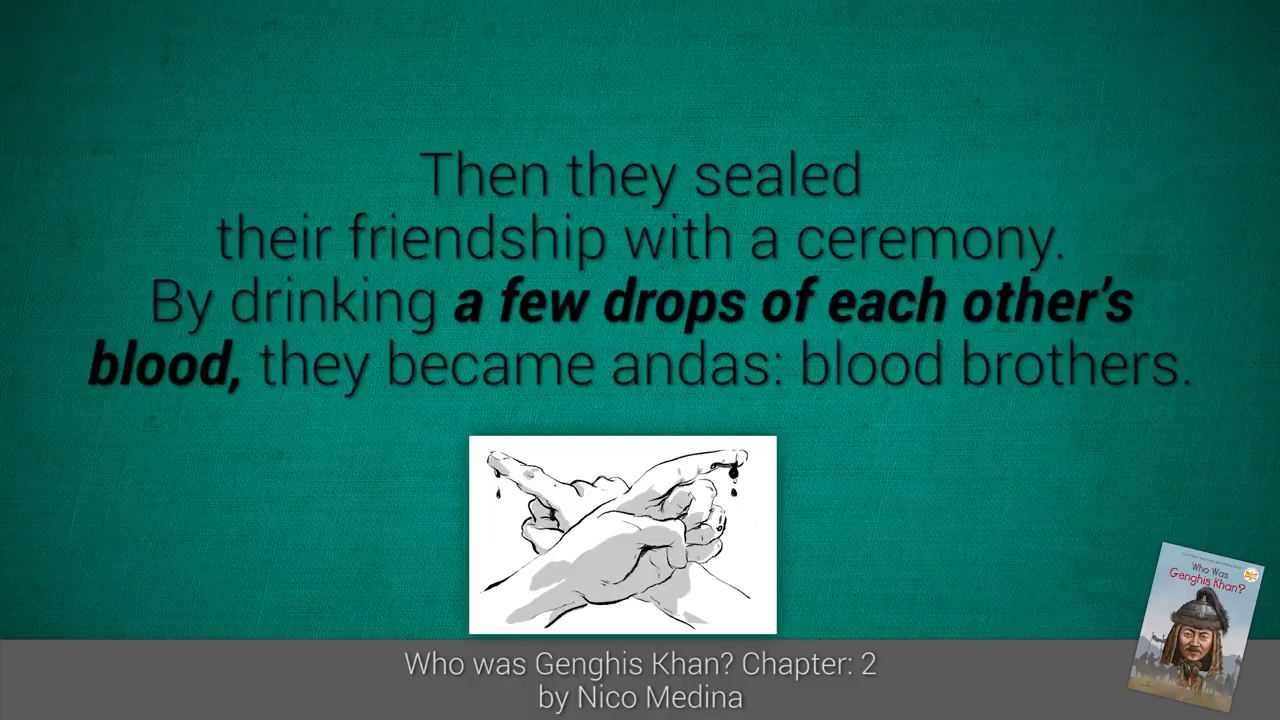 Then they sealed
their friendship with a ceremony.
By drinking a few drops of each other’s
blood, they became andas: blood brothers.
Who was Genghis Khan? Chapter: 2
by Nico Medina
Who Was
Genghis Khan?